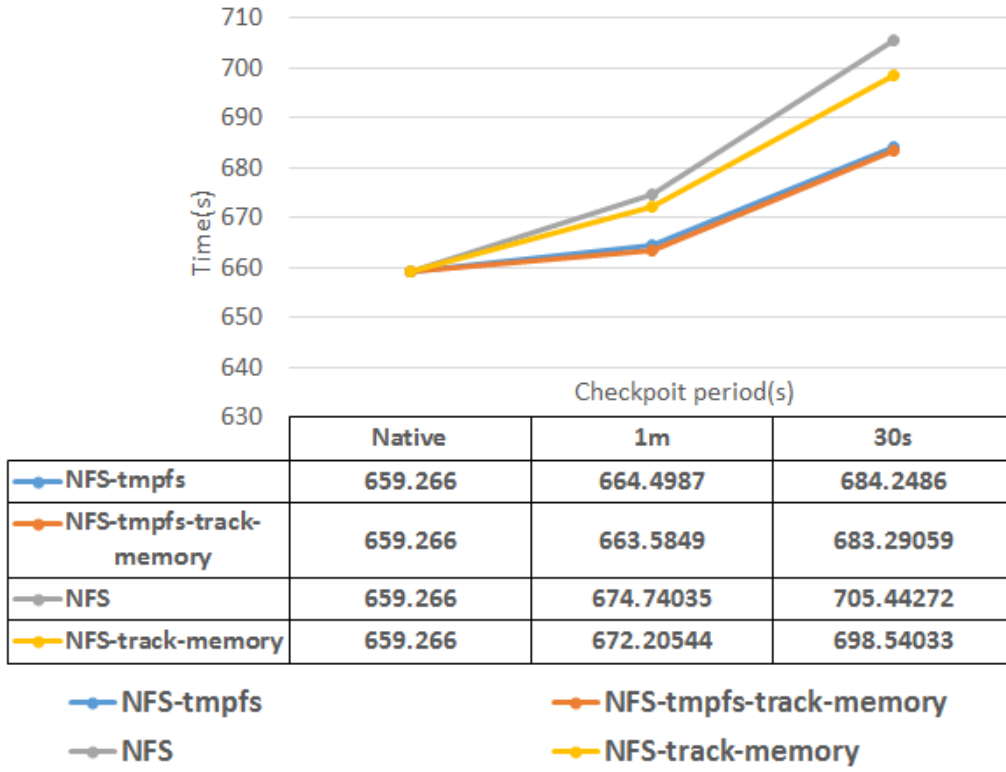 710
700
690
680
670
660
650
640
630
Time(s)
Checkpoit period(s)
Native 1m 30s
NFS-tmpfs 659.266 664.4987 684.2486
NFS-tmpfs-track-
memory 659.266 663.5849 683.29059
NFS 659.266 674.74035 705.44272
NFS-track-memory 659.266 672.20544 698.54033
NFS-tmpfs NFS-tmpfs-track-memory
NFS NFS-track-memory